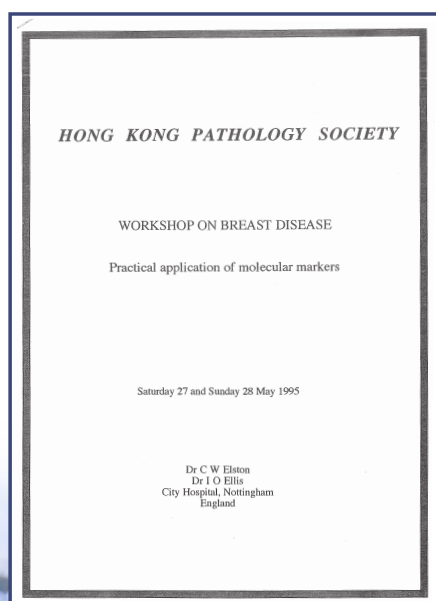 HONG KONG PATHOLOGY SOCIETY
WORKSHOP ON BREAST DISEASE
Practical application of molecular markers
Saturday 27 and Sunday 28 May 1995
Dr C W Elston
Dr I O Ellis
City Hospital, Nottingham
England